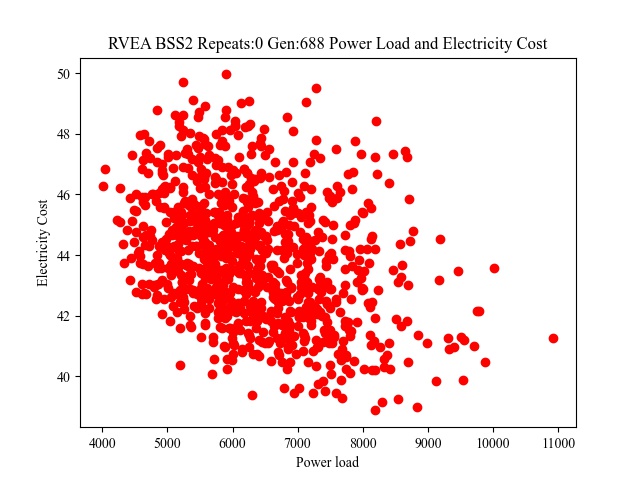 RVEA BSS2 Repeats:0 Gen:688 Power Load and Electricity Cost
50
48
46
44
42
40
Electricity Cost
4000 5000 6000 7000 8000 9000 10000 11000
Power load